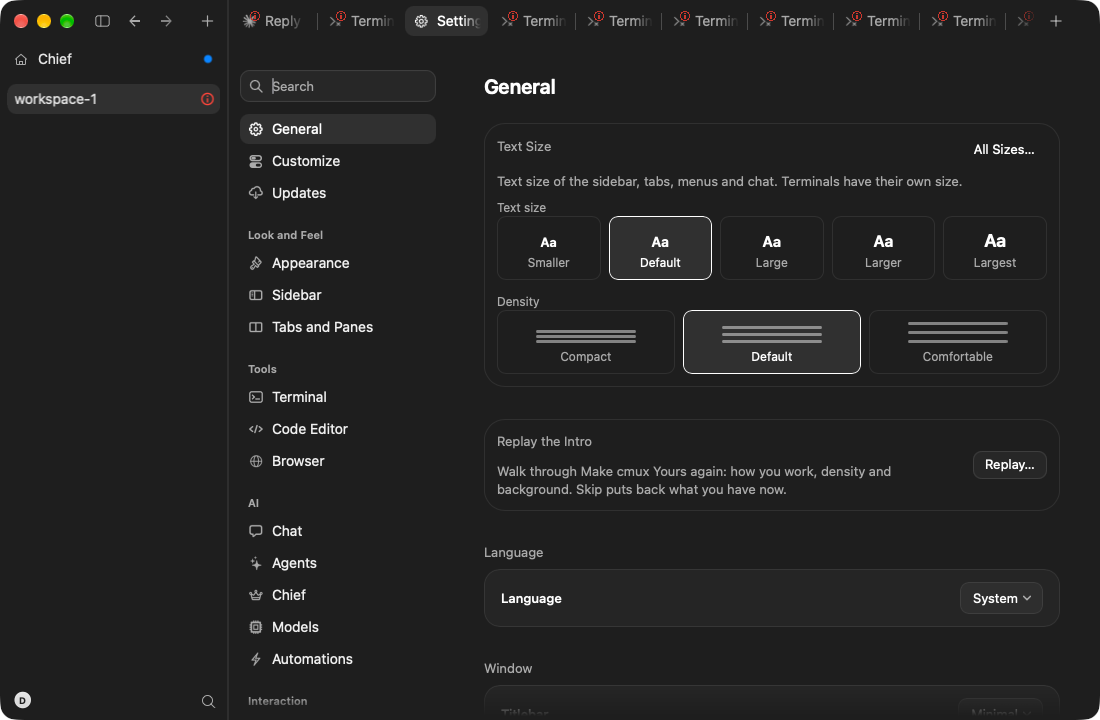 Reply
Termin
Setting
Termin
Termin
Termin
Termin
Termin
Termin
Chief
workspace-1
D
Search
General
Customize
Updates
Look and Feel
Appearance
Sidebar
Tabs and Panes
Tools
Terminal
Code Editor
Browser
AI
Chat
Agents
Chief
Models
Automations
Interaction
General
Text Size
All Sizes...
Text size of the sidebar, tabs, menus and chat. Terminals have their own size.
Text size
Aa Aa Aa Aa Aa
Smaller Default Large Larger Largest
Density
Compact Default Comfortable
Replay the Intro
Walk through Make cmux Yours again: how you work, density and
background. Skip puts back what you have now.
Replay...
Language
Language System
Window
Titlebar Minimal